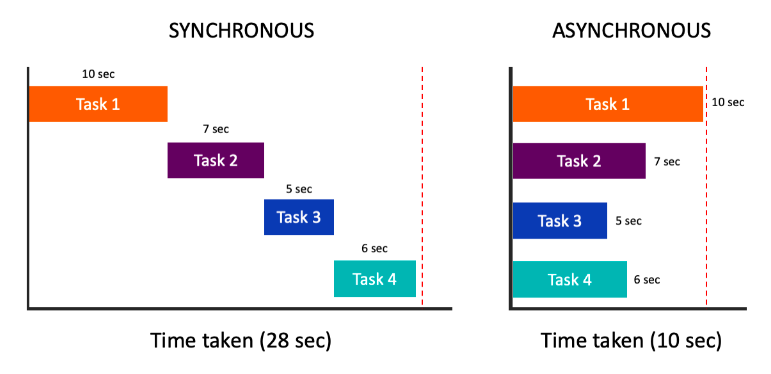 SYNCHRONOUS
10 sec
Task 1
7 sec
Task 2
5 sec
Task 3
6 sec
Task 4
Time taken (28 sec)
ASYNCHRONOUS
Task 1
10 sec
Task 2
7 sec
Task 3
5 sec
Task 4
6 sec
Time taken (10 sec)